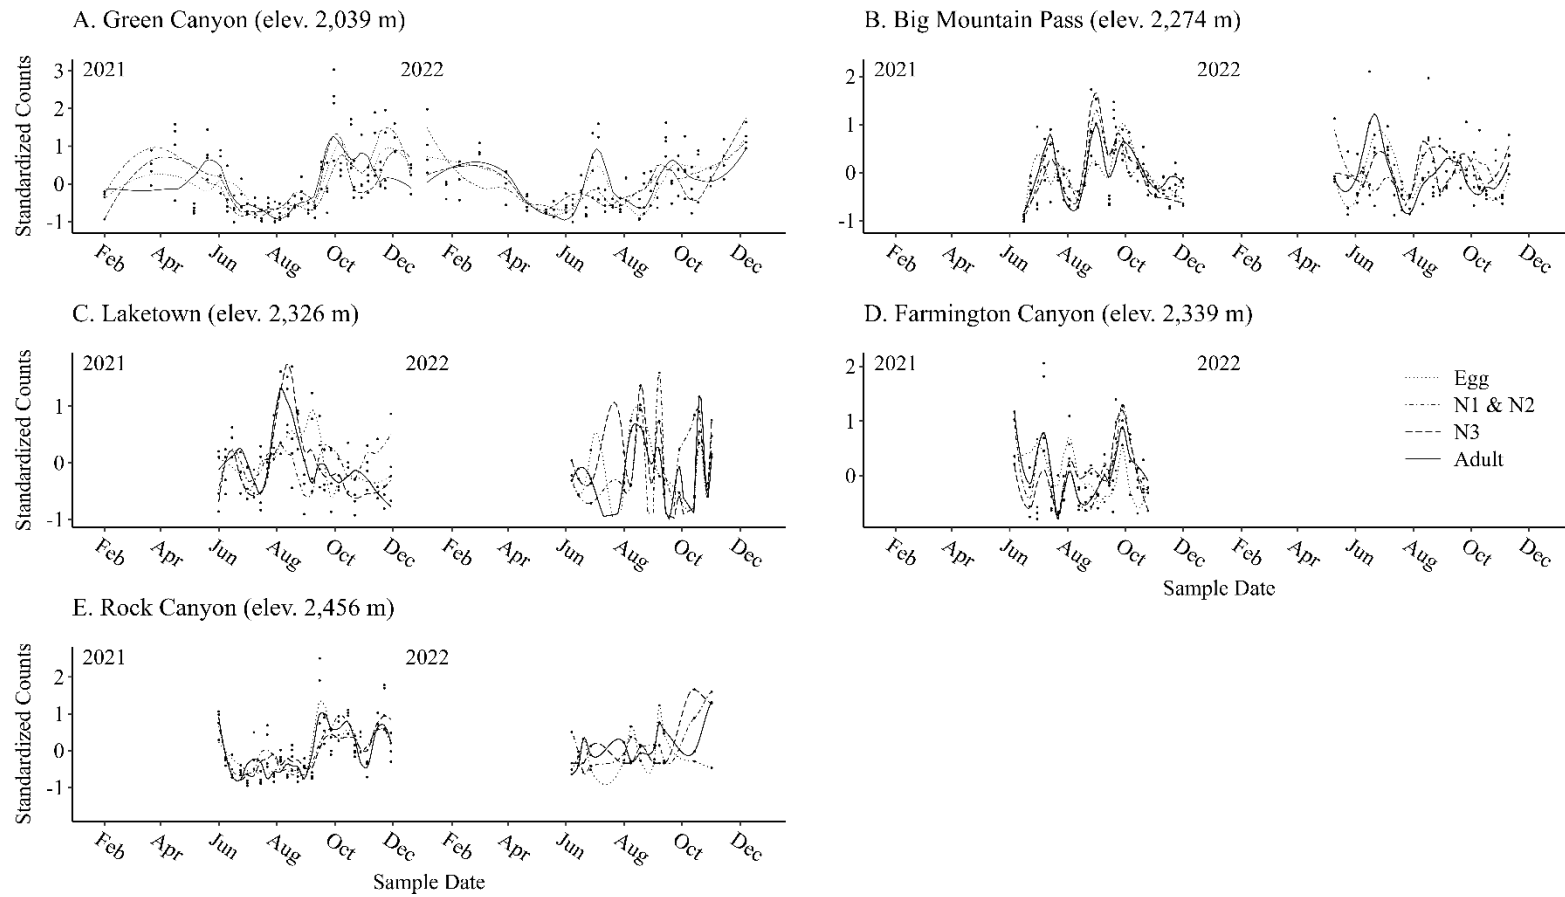 A. Green Canyon (elev. 2,039 m)
Standardized Counts
3
2
1
0
-1
2021
2022
Feb Apr Jun Aug Oct Dec Feb Apr Jun Aug Oct Dec
B. Big Mountain Pass (elev. 2,274 m)
2
1
0
-1
2021
2022
Feb Apr Jun Aug Oct Dec Feb Apr Jun Aug Oct Dec
C. Laketown (elev. 2,326 m)
Standardized Counts
1
0
-1
2021
2022
Feb Apr Jun Aug Oct Dec Feb Apr Jun Aug Oct Dec
D. Farmington Canyon (elev. 2,339 m)
2
1
0
2021
2022
Egg
N1 & N2
N3
Adult
Feb Apr Jun Aug Oct Dec Feb Apr Jun Aug Oct Dec
Sample Date
E. Rock Canyon (elev. 2,456 m)
Standardized Counts
2
1
0
-1
2021
2022
Feb Apr Jun Aug Oct Dec Feb Apr Jun Aug Oct Dec
Sample Date